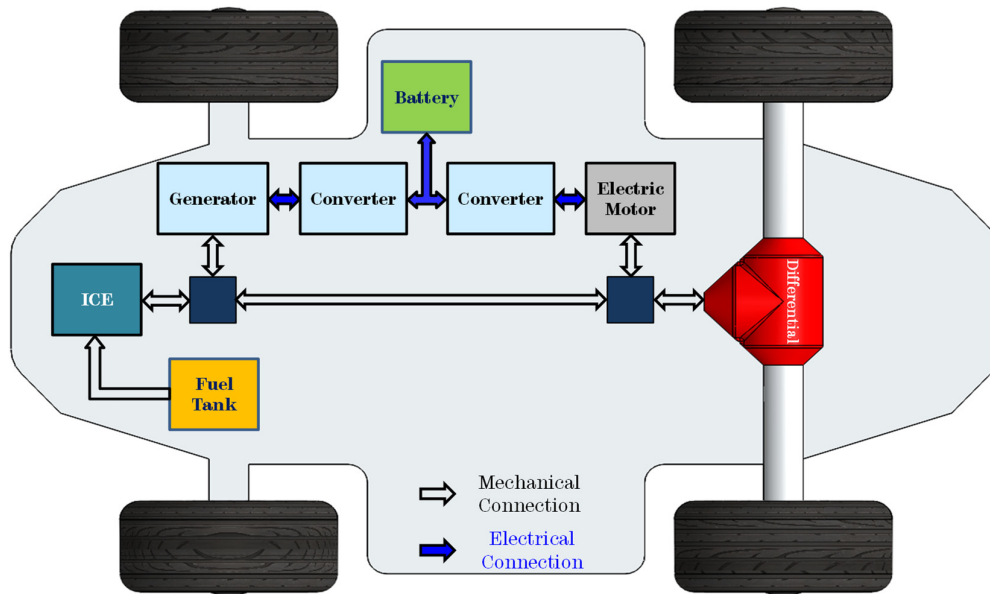 Battery
Generator
Converter
Converter
Electric
Motor
ICE
Differential
Fuel
Tank
Mechanical
Connection
Electrical
Connection